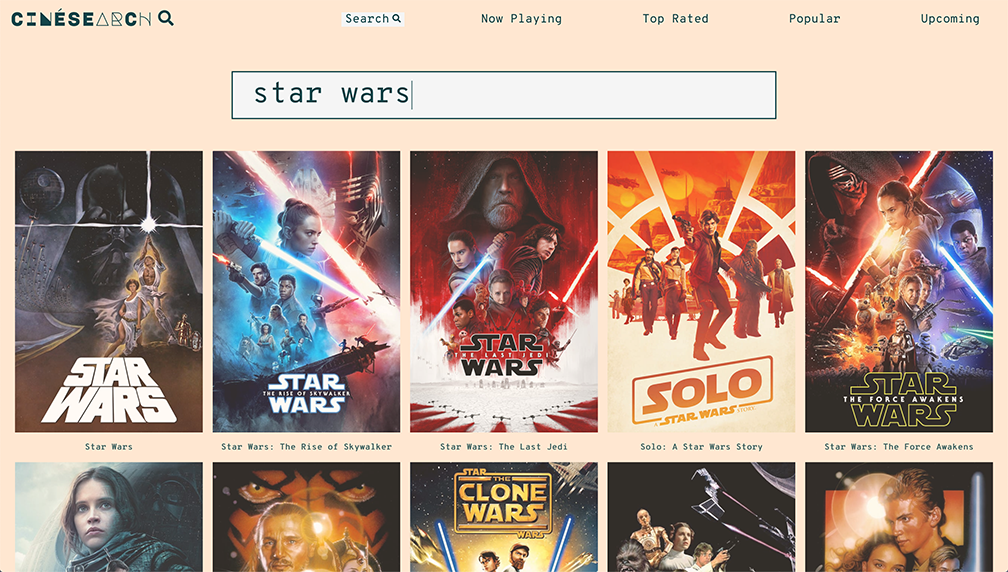 CINÉSEARCH
Search
Now Playing
Top Rated
Popular
Upcoming
star wars
STAR
WARS
STAR
THE RISE OF SKYWALKER
WARS
STAR
THE LAST JEDI
WARS
SOLO
A STAR WARS STORY
STAR
THE FORCE AWAKENS
WARS
Star Wars
Star Wars: The Rise of Skywalker
Star Wars: The Last Jedi
Solo: A Star Wars Story
Star Wars: The Force Awakens
STAR
THE
CLONE
WARS